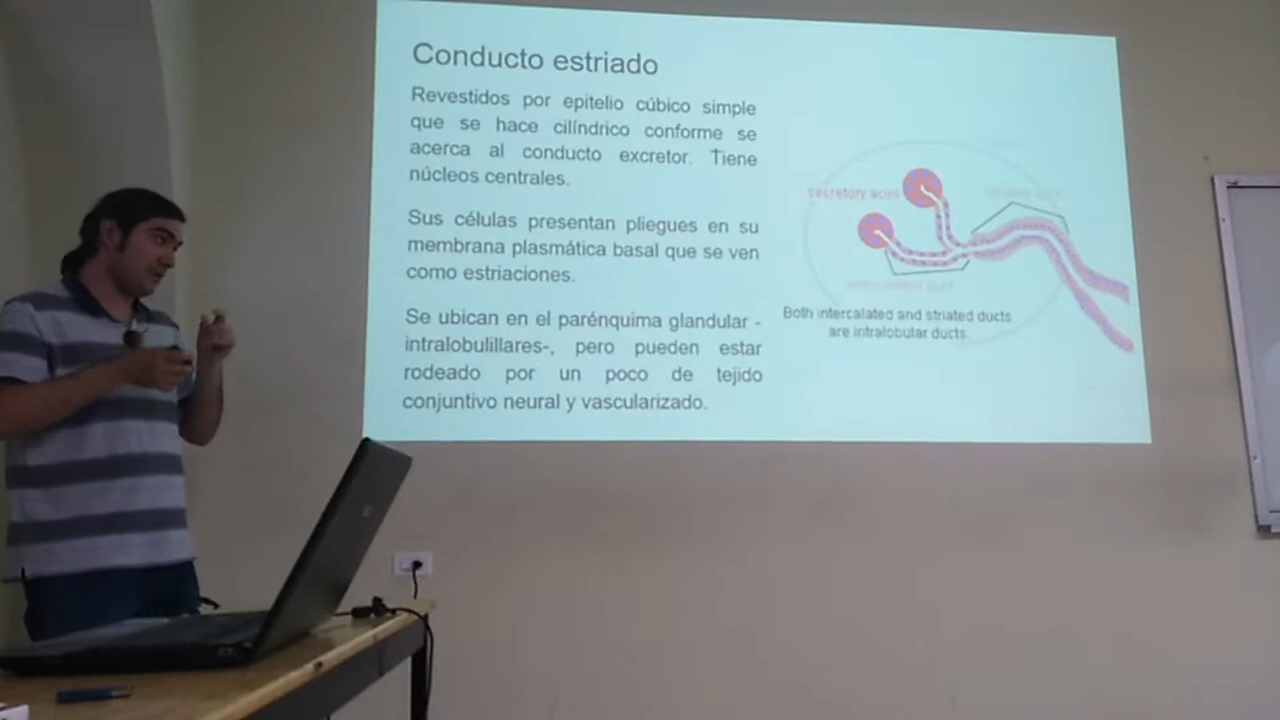 Conducto estriado
Revestidos por epitelio cúbico simple
que se hace cilíndrico conforme se
acerca al conducto excretor. Tiene
núcleos centrales.
Sus células presentan pliegues en su
membrana plasmática basal que se ven
como estriaciones.
Se ubican en el parénquima glandular -
intralobulillares-, pero pueden estar
rodeado por un poco de tejido
conjuntivo neural y vascularizado.
secretory acini
Both intercalated and striated ducts
are intralobular ducts